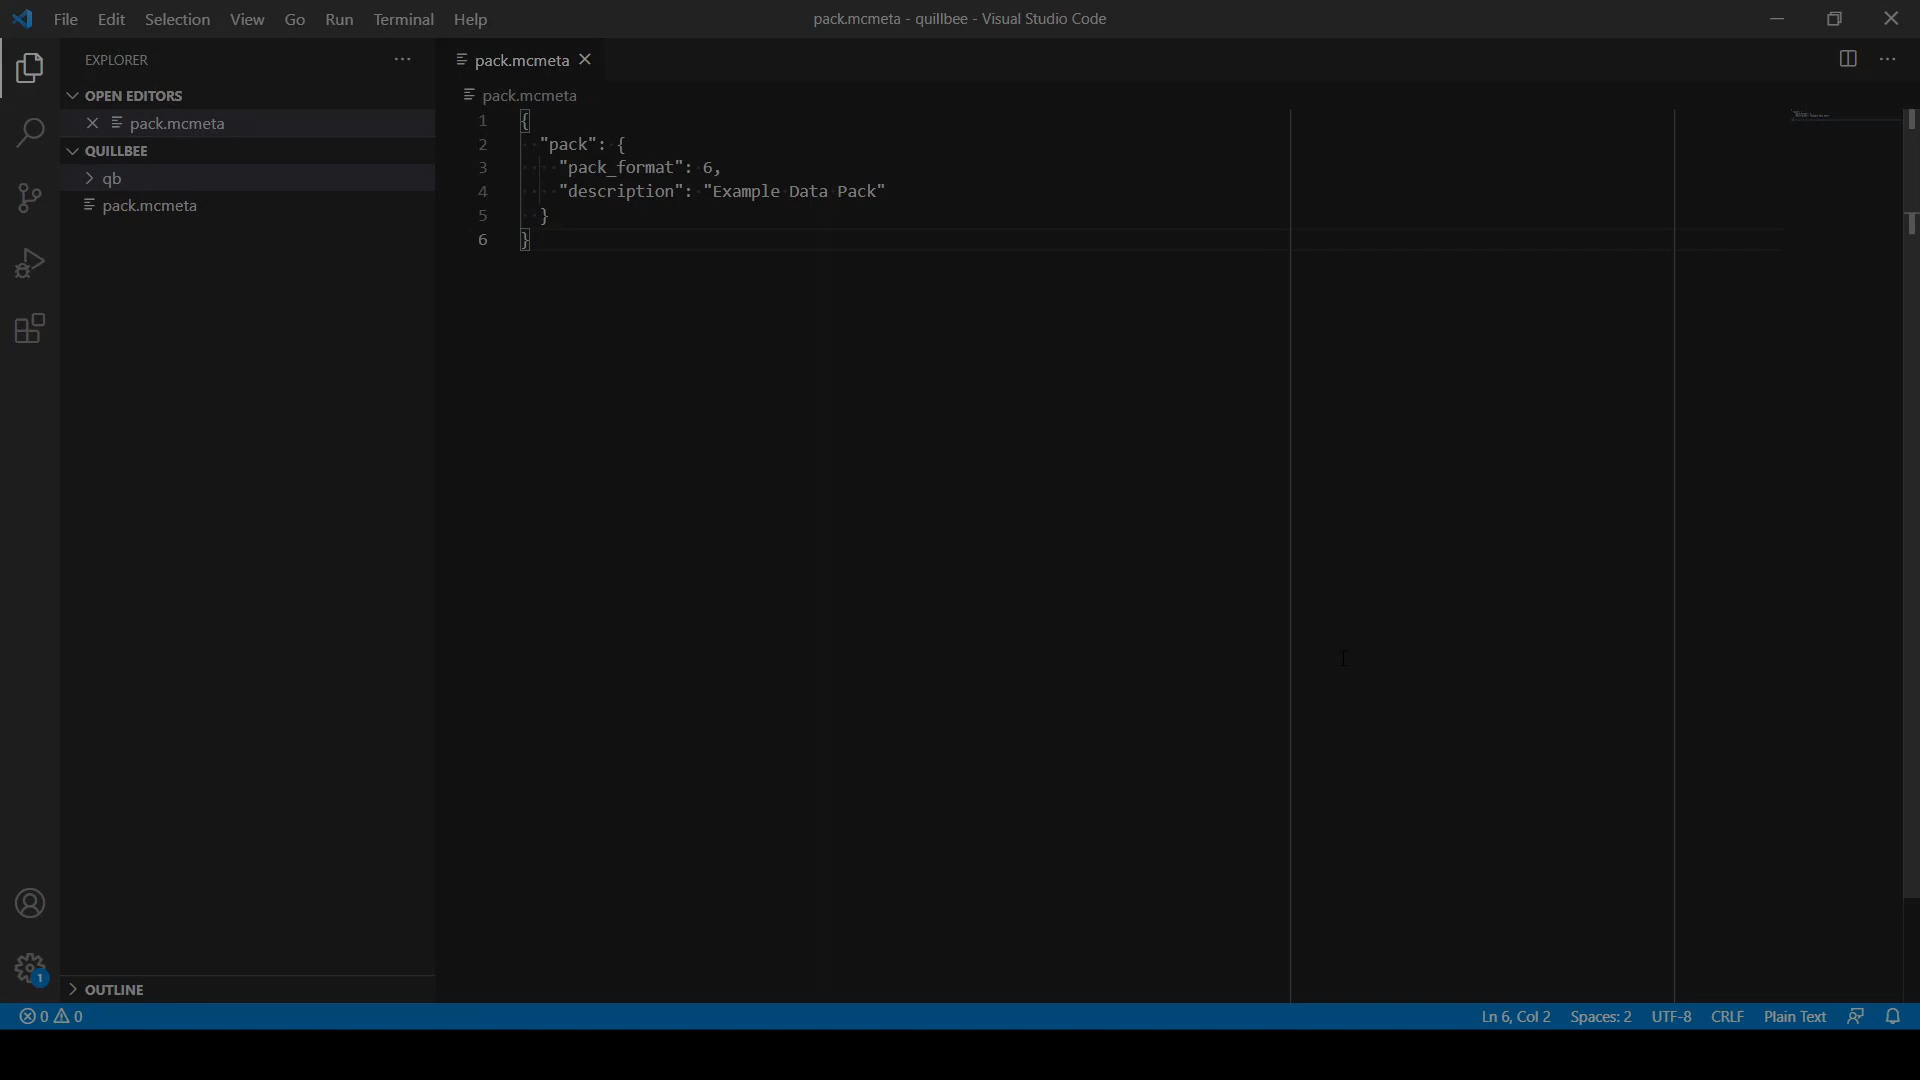 File Edit Selection View Go Run Terminal Help
pack.mcmeta - quillbee - Visual Studio Code
EXPLORER
OPEN EDITORS
pack.mcmeta
QUILLBEE
qb
pack.mcmeta
OUTLINE
pack.mcmeta
pack.mcmeta
1 {
2 "pack": {
3 "pack_format": 6,
4 "description": "Example Data Pack"
5 }
6 }
1
0 0
Ln 6, Col 2 Spaces: 2 UTF-8 CRLF Plain Text